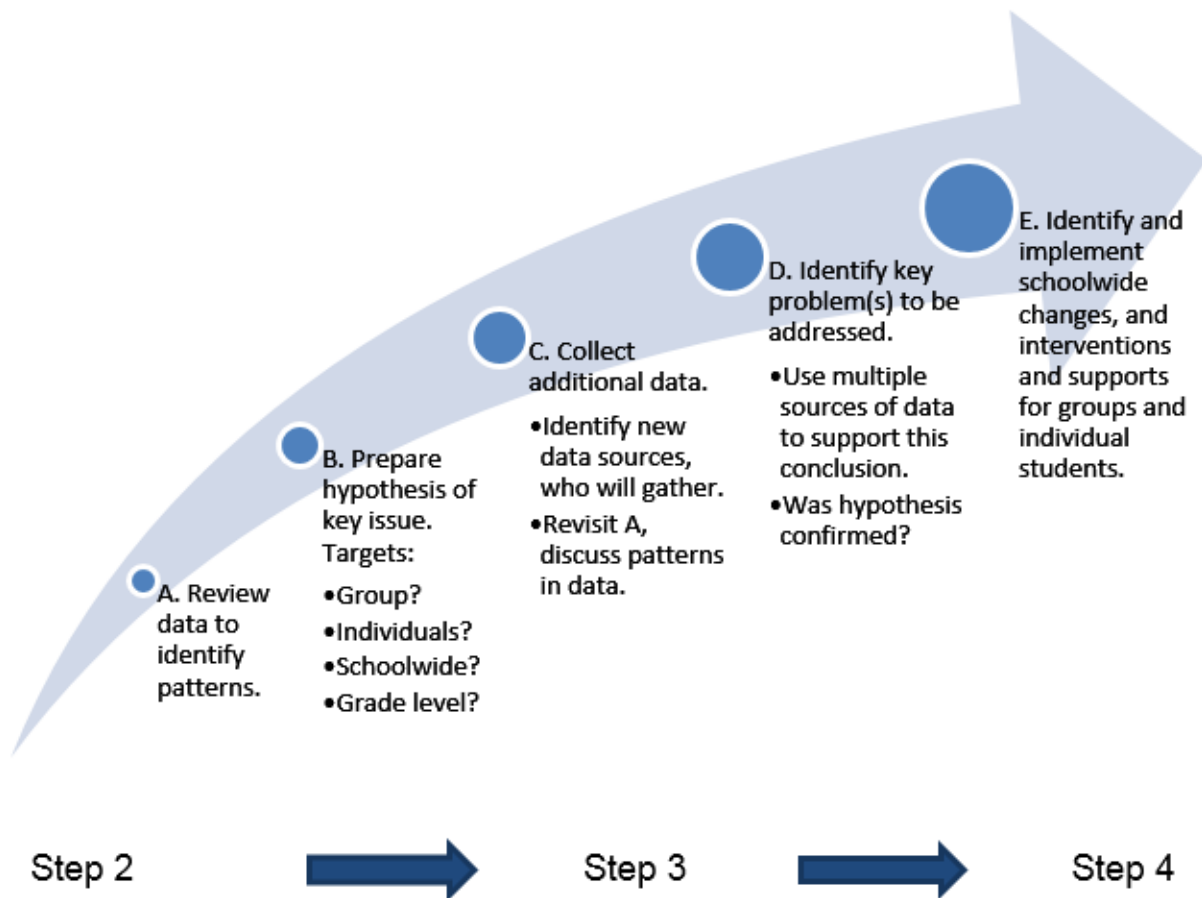 A. Review
data to
identify
patterns.
B. Prepare
hypothesis of
key issue.
Targets:
•Group?
•Individuals?
•Schoolwide?
•Grade level?
C. Collect
additional data.
•Identify new
data sources,
who will gather.
•Revisit A,
discuss patterns
in data.
D. Identify key
problem(s) to be
addressed.
•Use multiple
sources of data
to support this
conclusion.
•Was hypothesis
confirmed?
E. Identify and
implement
schoolwide
changes, and
interventions
and supports
for groups and
individual
students.
Step 2
Step 3
Step 4